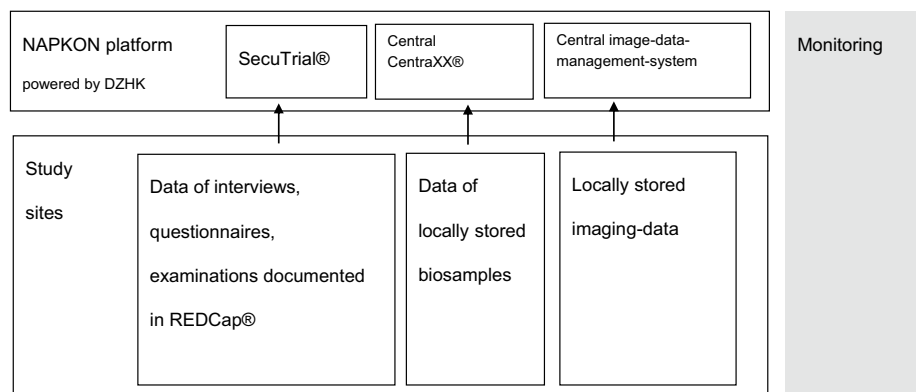 NAPKON platform
powered by DZHK
SecuTrial®
Central
CentraXX®
Central image-data-
management-system
Monitoring
Study
sites
Data of interviews,
questionnaires,
examinations documented
in REDCap®
Data of
locally stored
biosamples
Locally stored
imaging-data